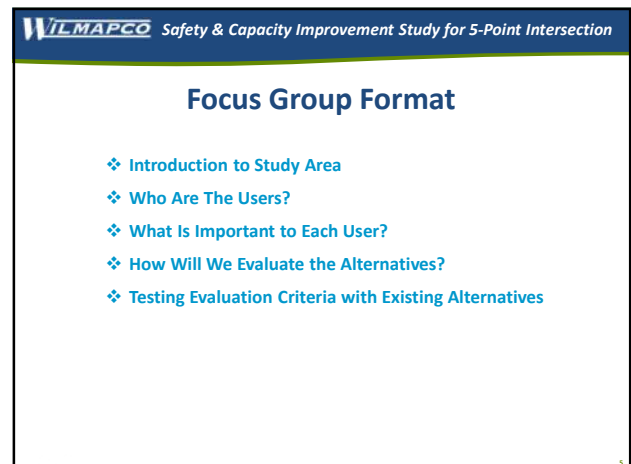 WILMAPCO Safety & Capacity Improvement Study for 5-Point Intersection
Focus Group Format
❖ Introduction to Study Area
❖ Who Are The Users?
❖ What Is Important to Each User?
❖ How Will We Evaluate the Alternatives?
❖ Testing Evaluation Criteria with Existing Alternatives
5